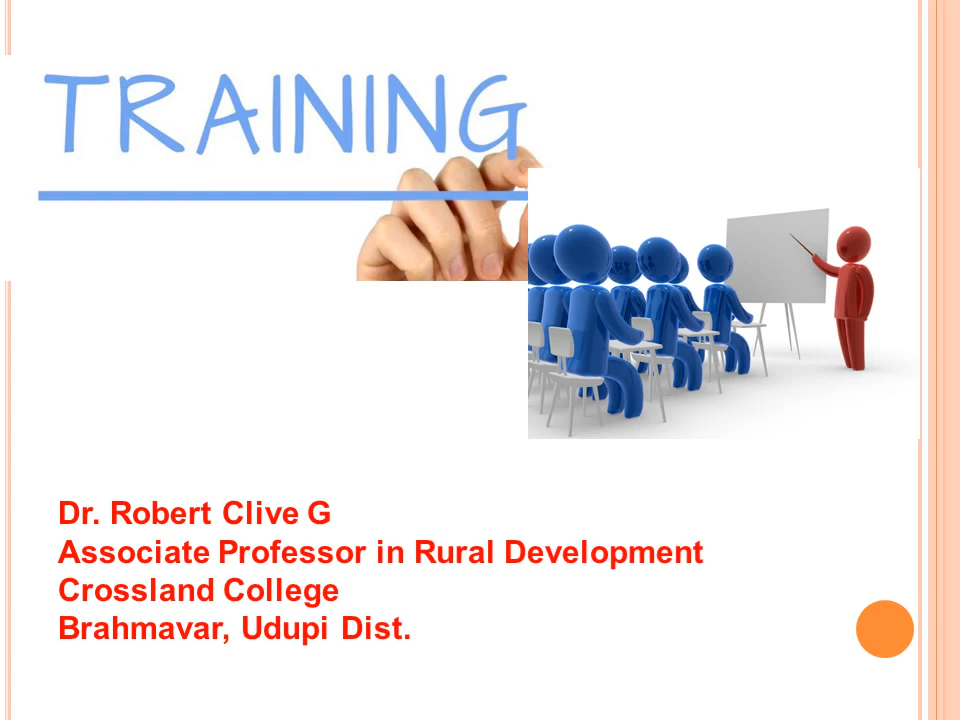 TRAINING
Dr. Robert Clive G
Associate Professor in Rural Development
Crossland College
Brahmavar, Udupi Dist.